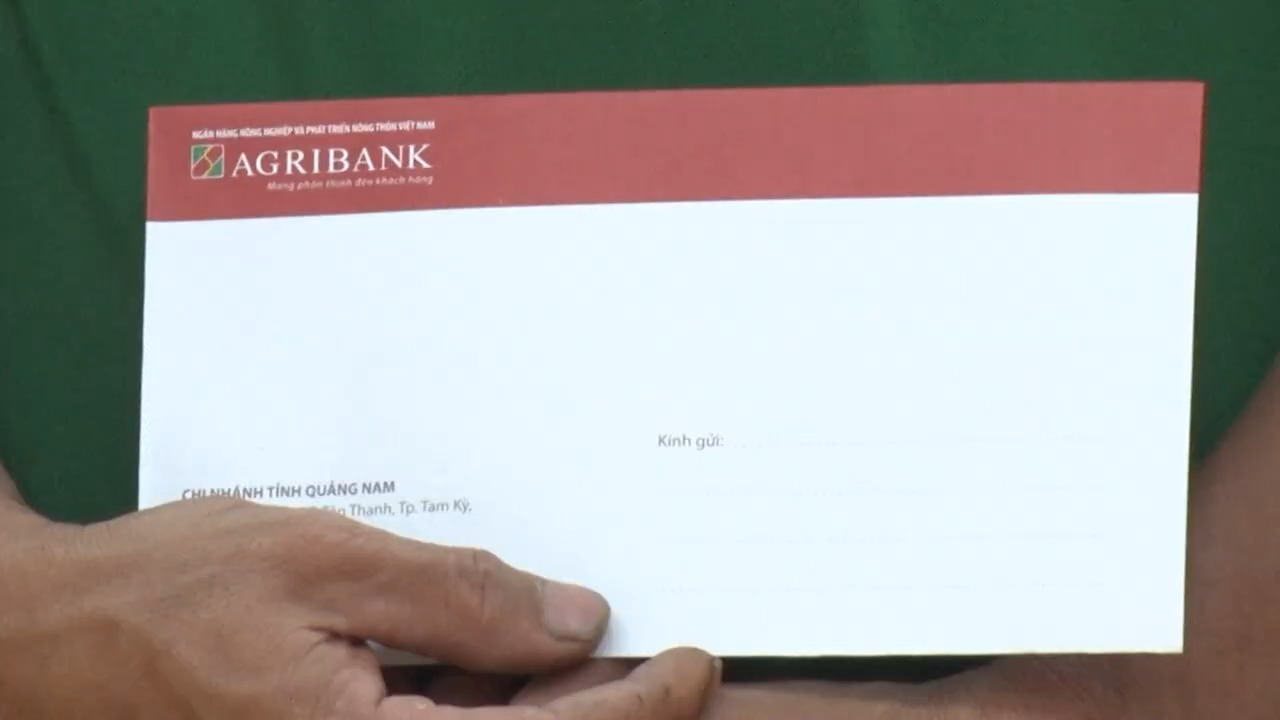 NGÂN HÀNG NÔNG NGHIỆP VÀ PHÁT TRIỂN NÔNG THÔN VIỆT NAM
AGRIBANK
Mang phồn thịnh đến khách hàng
Kính gửi:
CHI NHÁNH TỈNH QUẢNG NAM
Thạnh, Tp. Tam Kỳ,